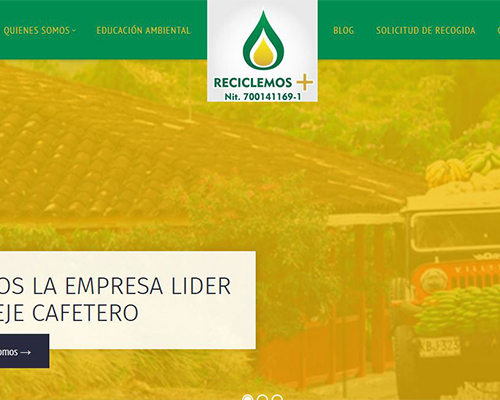 QUIENES SOMOS
EDUCACIÓN AMBIENTAL
BLOG
SOLICITUD DE RECOGIDA
RECICLEMOS +
Nit. 700141169-1
OS LA EMPRESA LIDER
EJE CAFETERO
omos →